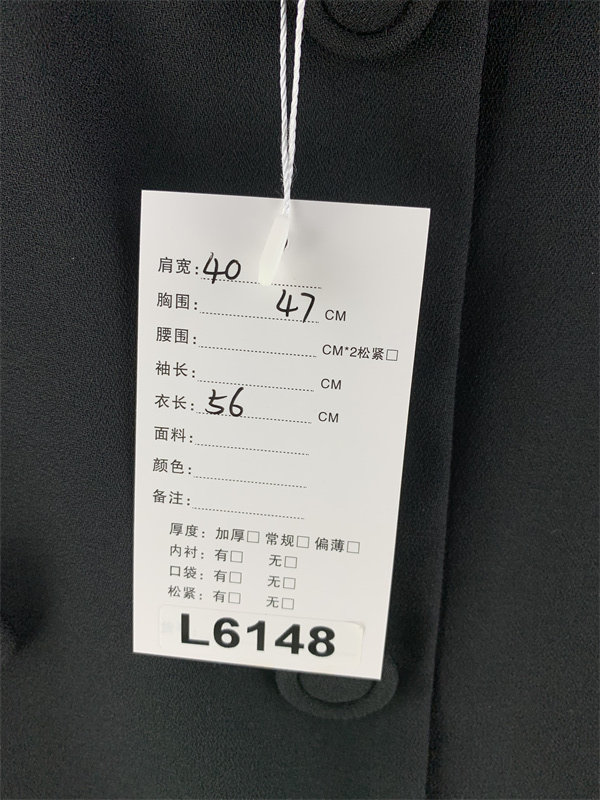 肩宽: 40
胸围: 47 CM
腰围: CM*2松紧□
袖长: CM
衣长: 56 CM
面料:
颜色:
备注:
厚度: 加厚□ 常规□ 偏薄□
内衬: 有□ 无□
口袋: 有□ 无□
松紧: 有□ 无□
L6148